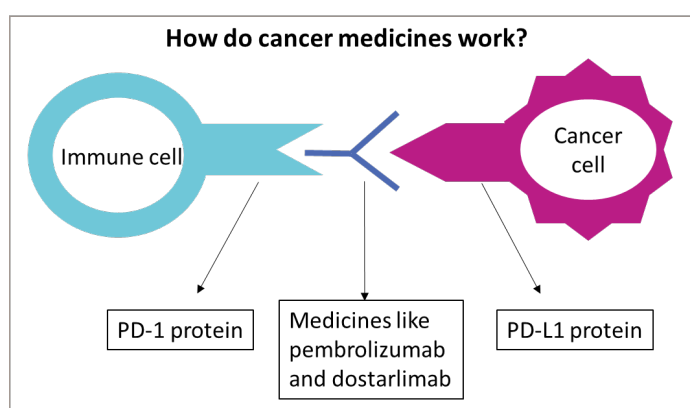 How do cancer medicines work?
Immune cell
Cancer
cell
PD-1 protein
Medicines like
pembrolizumab
and dostarlimab
PD-L1 protein